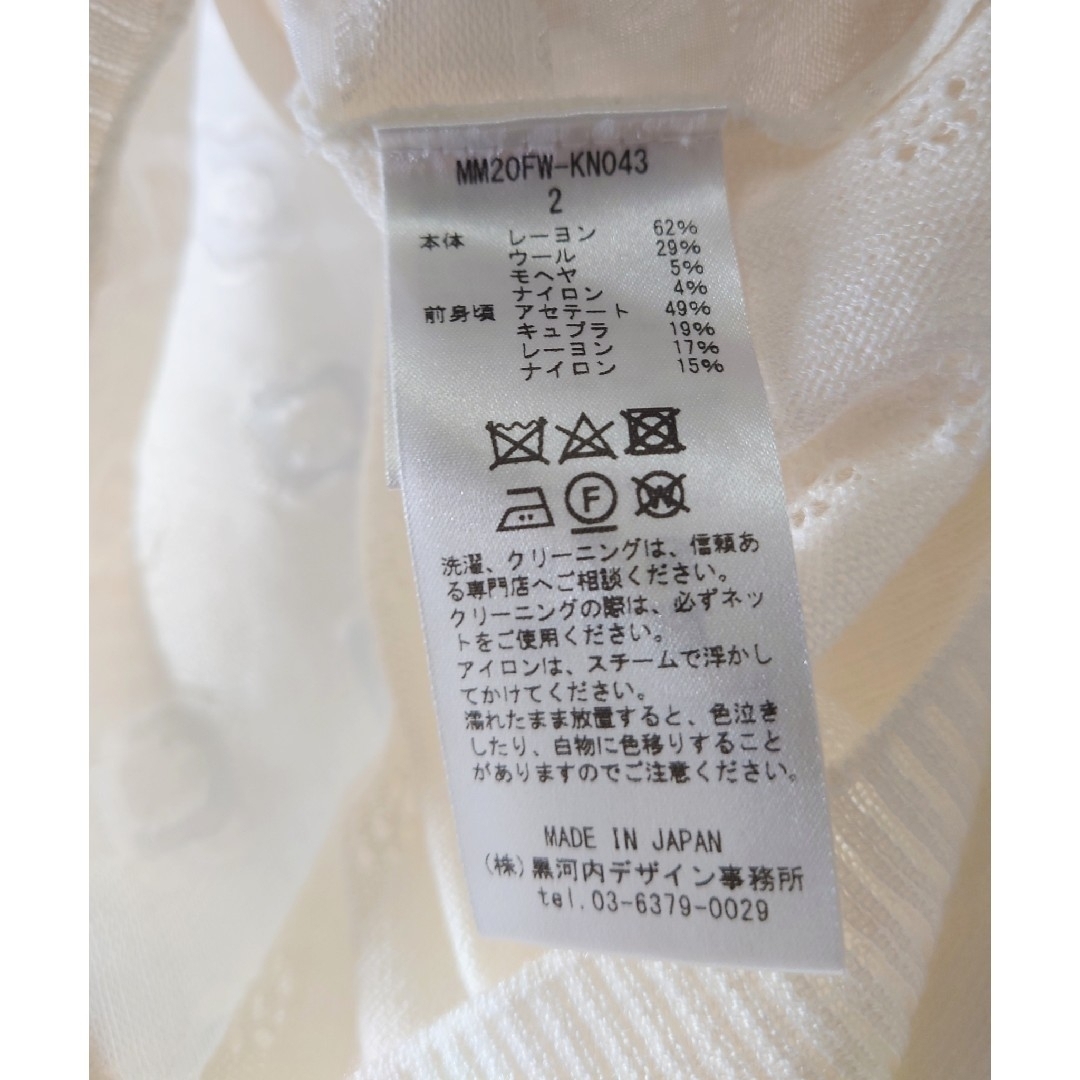 MM20FW-KN043
2
本体 レーヨン 62%
ウール 29%
モヘヤ 5%
ナイロン 4%
前身頃 アセテート 49%
キュプラ 19%
レーヨン 17%
ナイロン 15%
F W
洗濯、クリーニングは、信頼あ
る専門店へご相談ください。
クリーニングの際は、必ずネッ
トをご使用ください。
アイロンは、スチームで浮かし
てかけてください。
濡れたまま放置すると、色泣き
したり、白物に色移りすること
がありますのでご注意ください。
MADE IN JAPAN
(株)黒河内デザイン事務所
tel.03-6379-0029